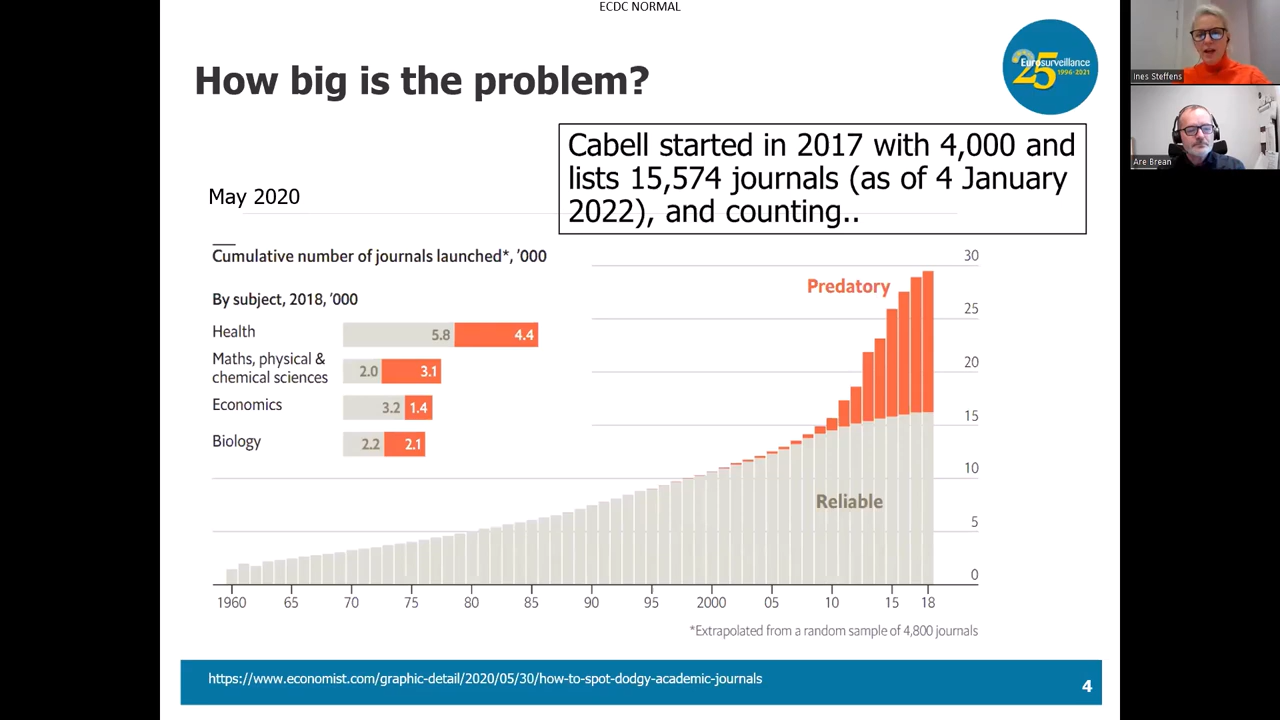 ECDC NORMAL
How big is the problem?
25
Eurosurveillance
1996-2021
Ines Steffens
Are Brean
Cabell started in 2017 with 4,000 and
lists 15,574 journals (as of 4 January
2022), and counting..
May 2020
Cumulative number of journals launched*, '000
By subject, 2018, '000
Health 5.8 4.4
Maths, physical &
chemical sciences 2.0 3.1
Economics 3.2 1.4
Biology 2.2 2.1
30
Predatory
25
20
15
10
Reliable
5
0
1960 65 70 75 80 85 90 95 2000 05 10 15 18
*Extrapolated from a random sample of 4,800 journals
https://www.economist.com/graphic-detail/2020/05/30/how-to-spot-dodgy-academic-journals
4